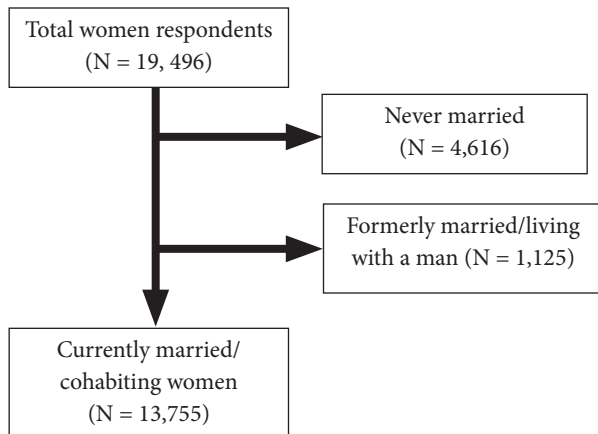 Total women respondents
(N = 19, 496)
Never married
(N = 4,616)
Formerly married/living
with a man (N = 1,125)
Currently married/
cohabiting women
(N = 13,755)